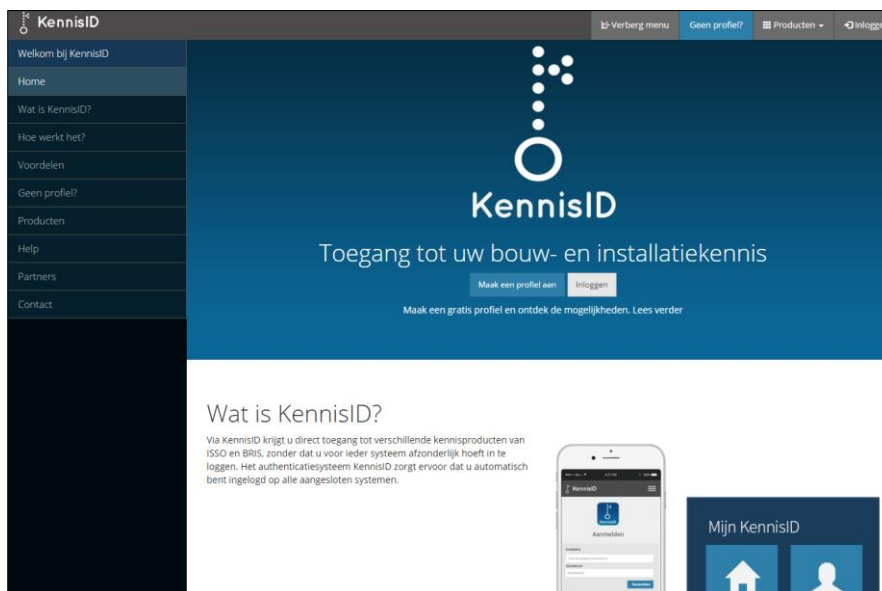 KennisID
Verberg menu
Geen profiel?
Producten
Welkom bij KennisID
Home
Wat is KennisID?
Hoe werkt het?
Voordelen
Geen profiel?
Producten
Help
Partners
Contact
KennisID
Toegang tot uw bouw- en installatiekennis
Maak een profiel aan
Inloggen
Maak een gratis profiel en ontdek de mogelijkheden. Lees verder
Wat is KennisID?
Via KennisID krijgt u direct toegang tot verschillende kennisproducten van
ISSO en BRIS, zonder dat u voor ieder systeem afzonderlijk hoeft in te
loggen. Het authenticatiesysteem KennisID zorgt ervoor dat u automatisch
bent ingelogd op alle aangesloten systemen.
KennisID
Aanmelden
Mijn KennisID